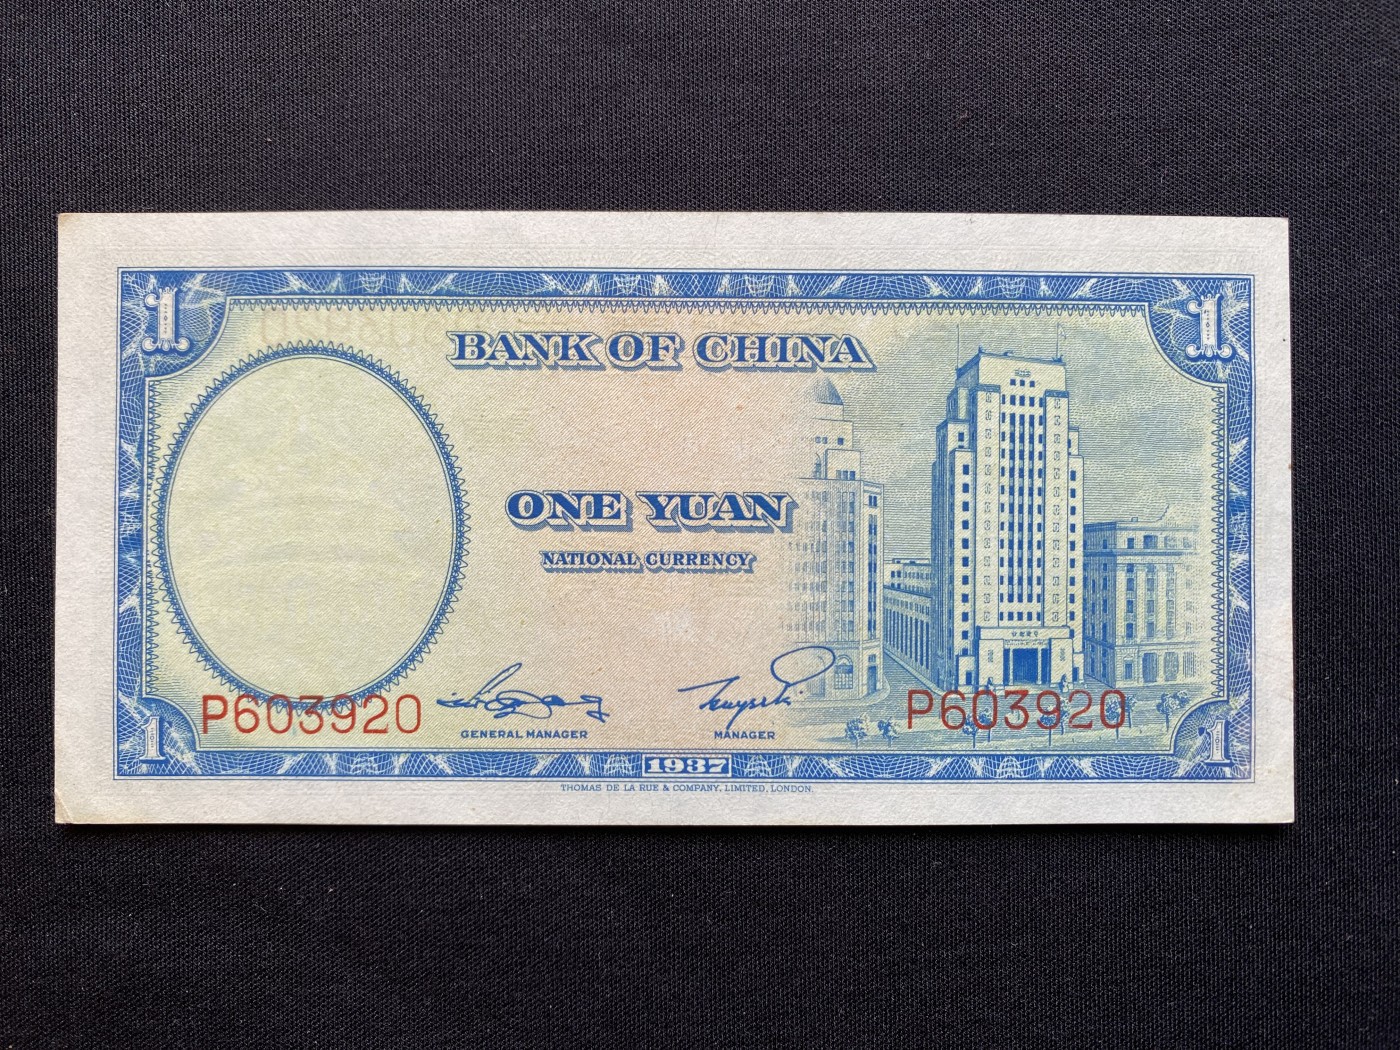 1
1
BANK OF CHINA
ONE YUAN
NATIONAL CURRENCY
P603920
P603920
GENERAL MANAGER
MANAGER
1
1
1937
THOMAS DE LA RUE & COMPANY, LIMITED, LONDON.